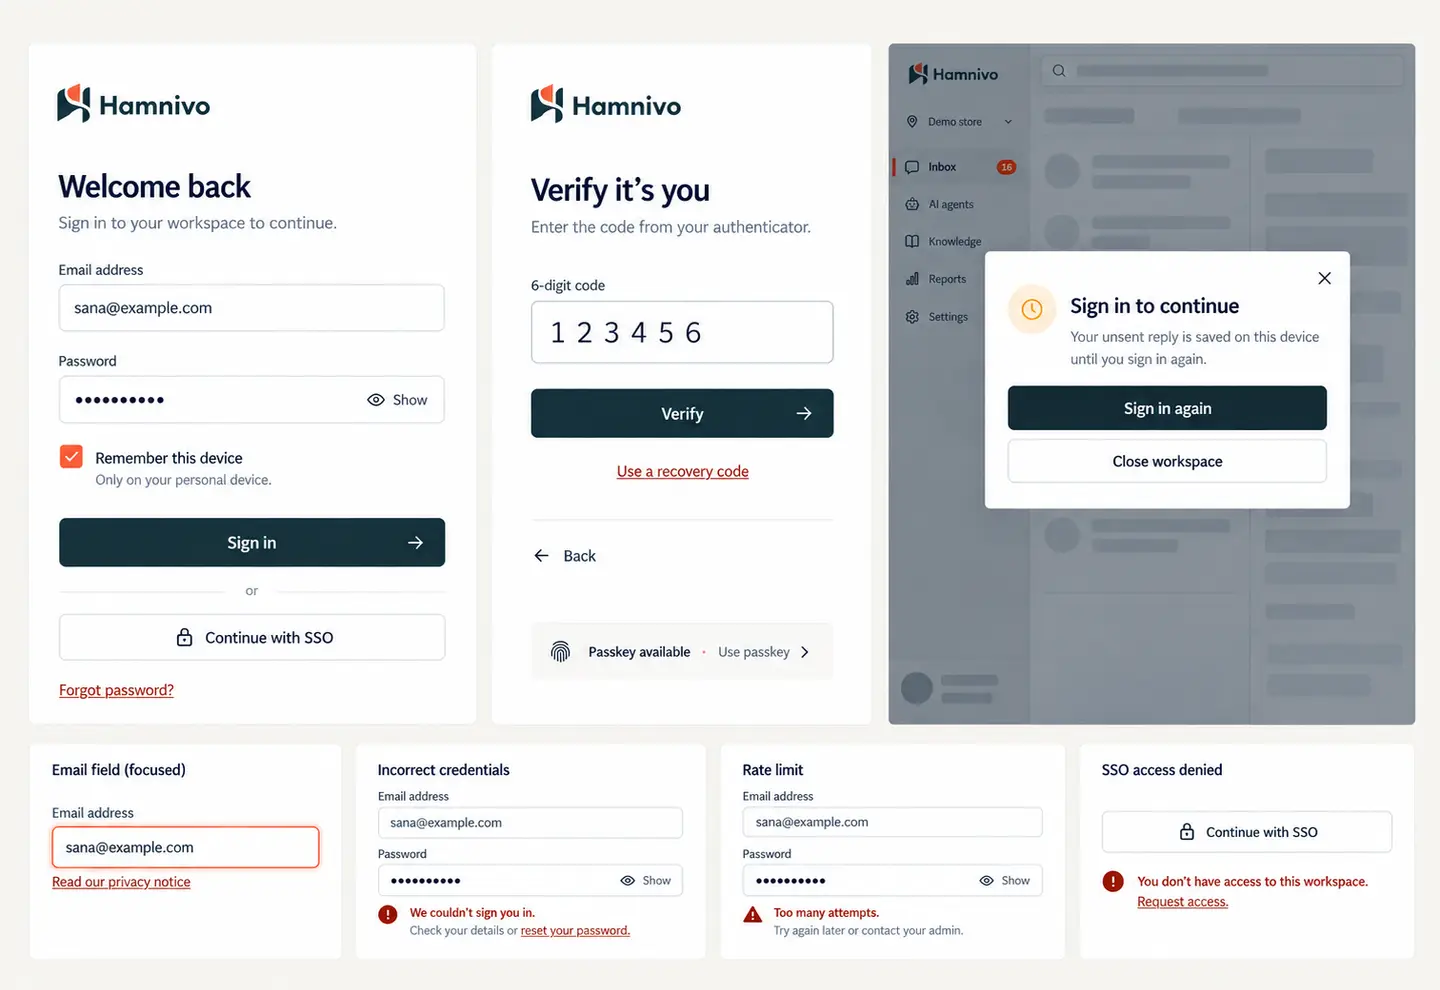 Hamnivo
Welcome back
Sign in to your workspace to continue.
Email address
sana@example.com
Password
••••••••••
Show
Remember this device
Only on your personal device.
Sign in
or
Continue with SSO
Forgot password?
Hamnivo
Verify it's you
Enter the code from your authenticator.
6-digit code
1 2 3 4 5 6
Verify
Use a recovery code
Back
Passkey available · Use passkey
Hamnivo
Demo store
Inbox 16
AI agents
Knowledge
Reports
Settings
Sign in to continue
Your unsent reply is saved on this device
until you sign in again.
Sign in again
Close workspace
Email field (focused)
Email address
sana@example.com
Read our privacy notice
Incorrect credentials
Email address
sana@example.com
Password
••••••••••
Show
We couldn't sign you in.
Check your details or reset your password.
Rate limit
Email address
sana@example.com
Password
••••••••••
Show
Too many attempts.
Try again later or contact your admin.
SSO access denied
Continue with SSO
You don't have access to this workspace.
Request access.